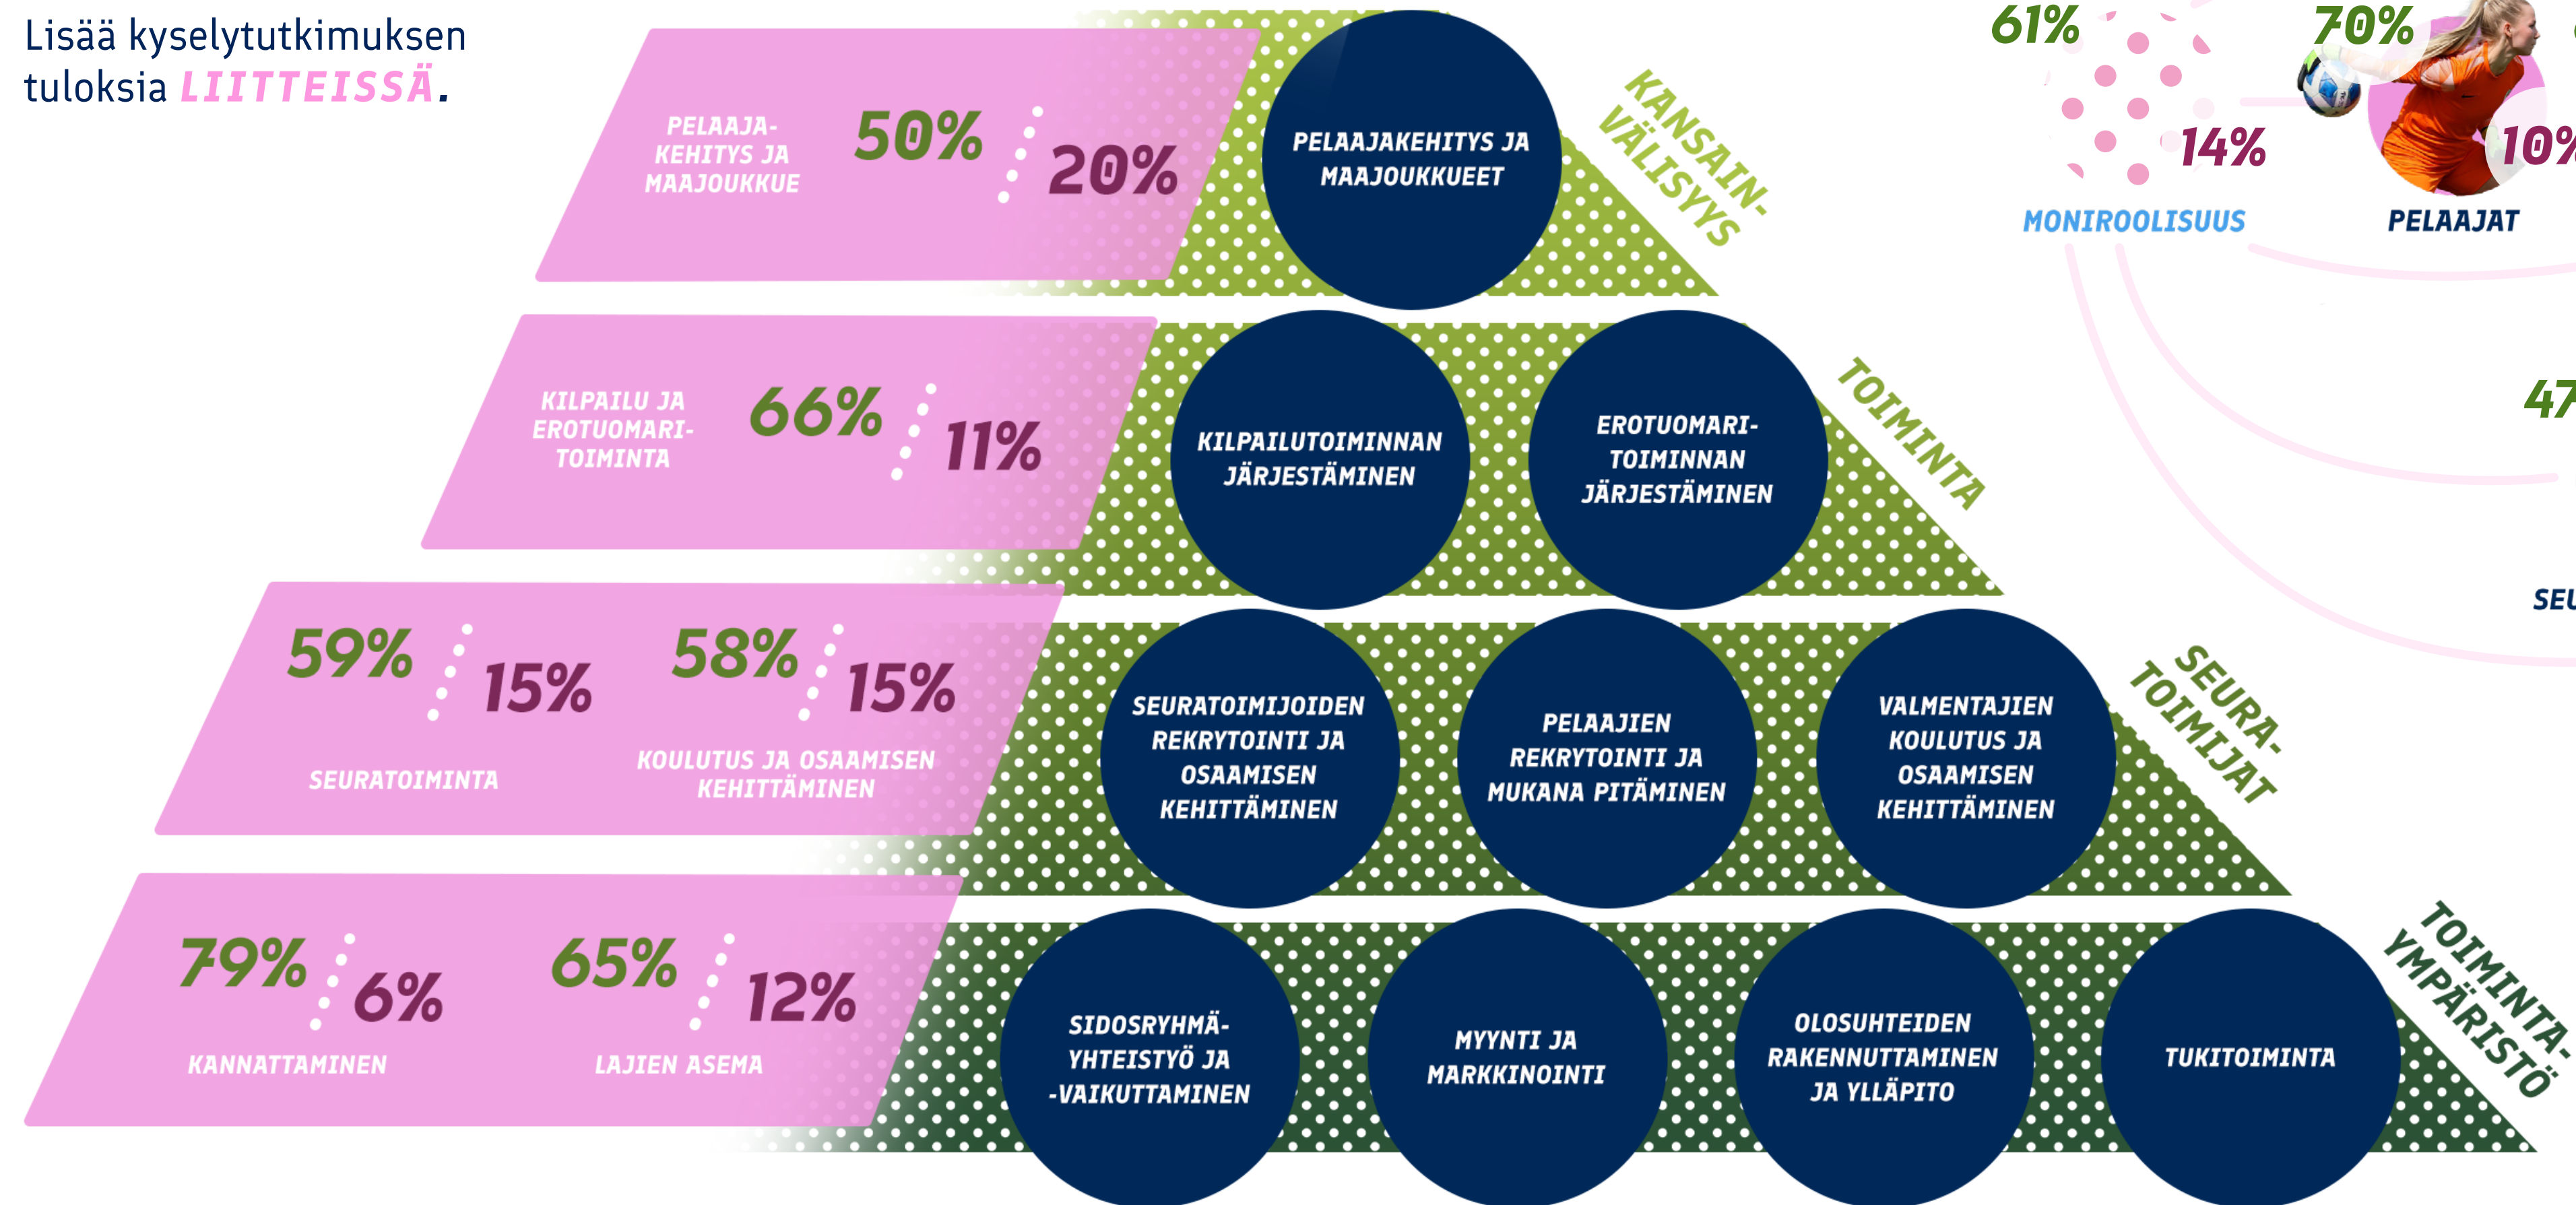 Lisää kyselytutkimuksen
tuloksia LIITTEISSÄ.
PELAAJA-
KEHITYS JA
MAAJOUKKUE
50%
20%
PELAAJAKEHITYS JA
MAAJOUKKUEET
KANSAIN-
VÄLISYYS
61%
14%
MONIROOLISUUS
70%
10%
PELAAJAT
KILPAILU JA
EROTUOMARI-
TOIMINTA
66%
11%
KILPAILUTOIMINNAN
JÄRJESTÄMINEN
EROTUOMARI-
TOIMINNAN
JÄRJESTÄMINEN
TOIMINTA
47
SEU
59%
15%
SEURATOIMINTA
58%
15%
KOULUTUS JA OSAAMISEN
KEHITTÄMINEN
SEURATOIMIJOIDEN
REKRYTOINTI JA
OSAAMISEN
KEHITTÄMINEN
PELAAJIEN
REKRYTOINTI JA
MUKANA PITÄMINEN
VALMENTAJIEN
KOULUTUS JA
OSAAMISEN
KEHITTÄMINEN
SEURA-
TOIMIJAT
79%
6%
KANNATTAMINEN
65%
12%
LAJIEN ASEMA
SIDOSRYHMÄ-
YHTEISTYÖ JA
-VAIKUTTAMINEN
MYYNTI JA
MARKKINOINTI
OLOSUHTEIDEN
RAKENNUTTAMINEN
JA YLLÄPITO
TUKITOIMINTA
TOIMINTA-
YMPÄRISTÖ